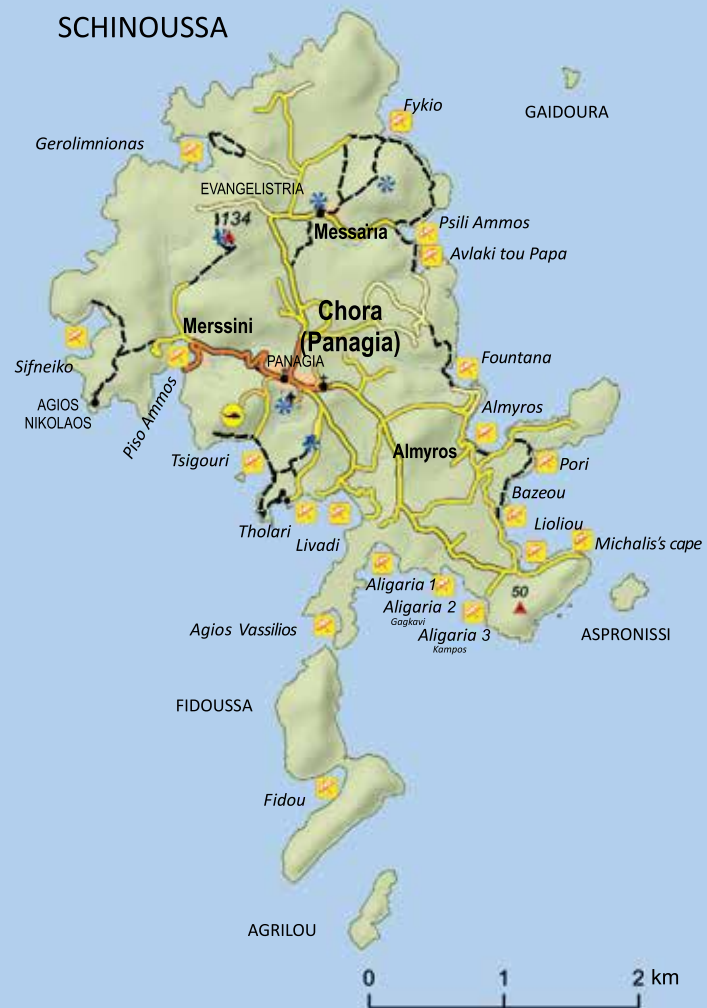 SCHINOUSSA
Fykio
GAIDOURA
Gerolimnionas
EVANGELISTRIA
134
Messaria
Psili Ammos
Avlaki tou Papa
Chora
(Panagia)
Merssini
PANAGIA
Sifneiko
Fountana
AGIOS
NIKOLAOS
Piso Ammos
Almyros
Almyros
Tsigouri
Pori
Bazeou
Tholari
Livadi
Lioliou
Michalis's cape
Aligaria 1
50
Aligaria 2
Gagkavi
Agios Vassilios
Aligaria 3
Kampos
ASPRONISSI
FIDOUSSA
Fidou
AGRILOU
0 1 2 km